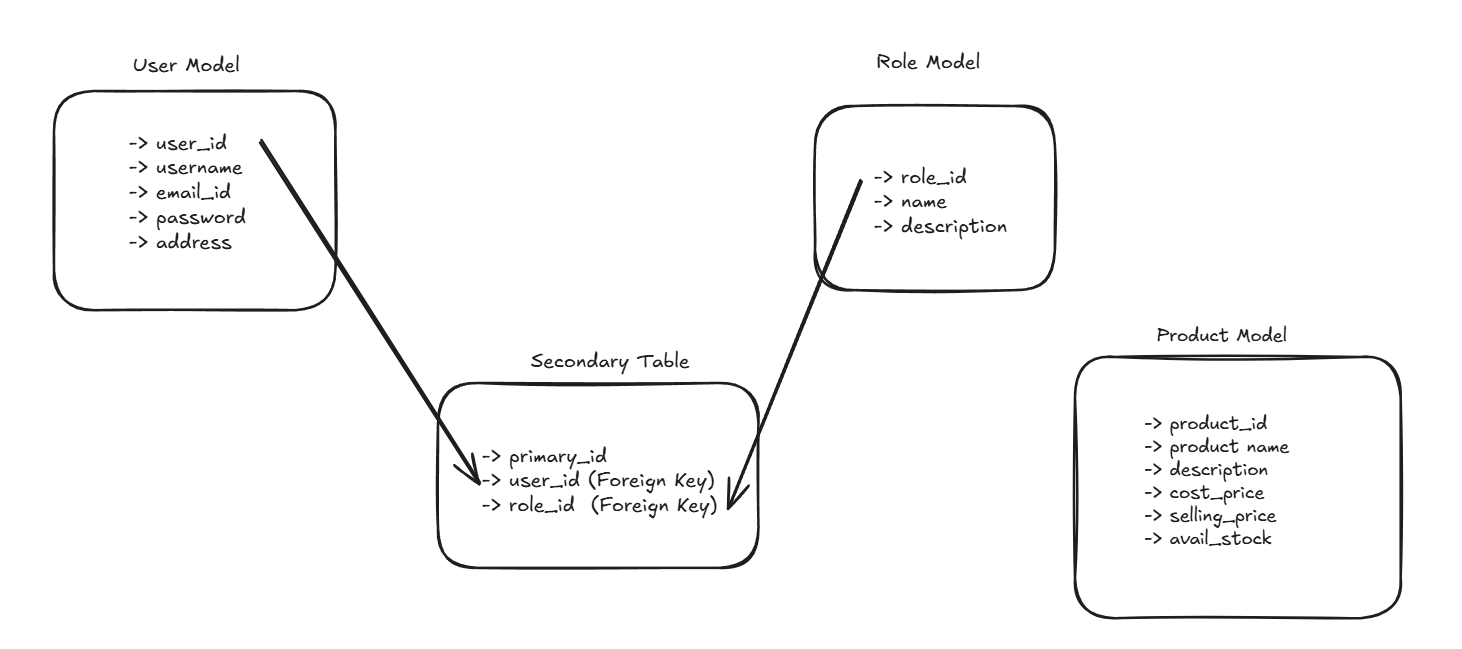 User Model
-> user_id
-> username
-> email_id
-> password
-> address
Role Model
-> role_id
-> name
-> description
Secondary Table
-> primary_id
-> user_id (Foreign Key)
-> role_id (Foreign Key)
Product Model
-> product_id
-> product name
-> description
-> cost_price
-> selling_price
-> avail_stock